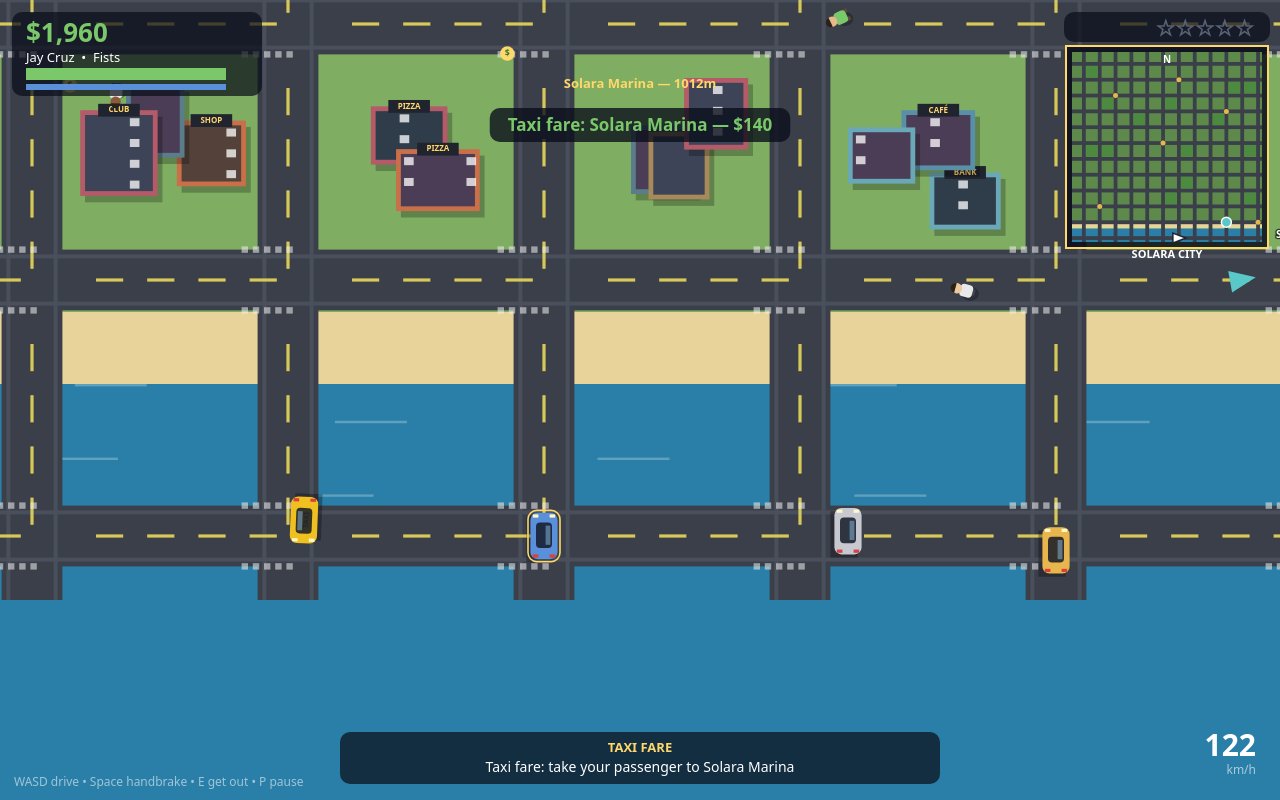 $1,960
Jay Cruz • Fists
☆☆☆☆☆
N
SOLARA CITY
Solara Marina — 1012m
Taxi fare: Solara Marina — $140
$
CLUB
SHOP
PIZZA
PIZZA
CAFÉ
BANK
TAXI FARE
Taxi fare: take your passenger to Solara Marina
122
km/h
WASD drive • Space handbrake • E get out • P pause